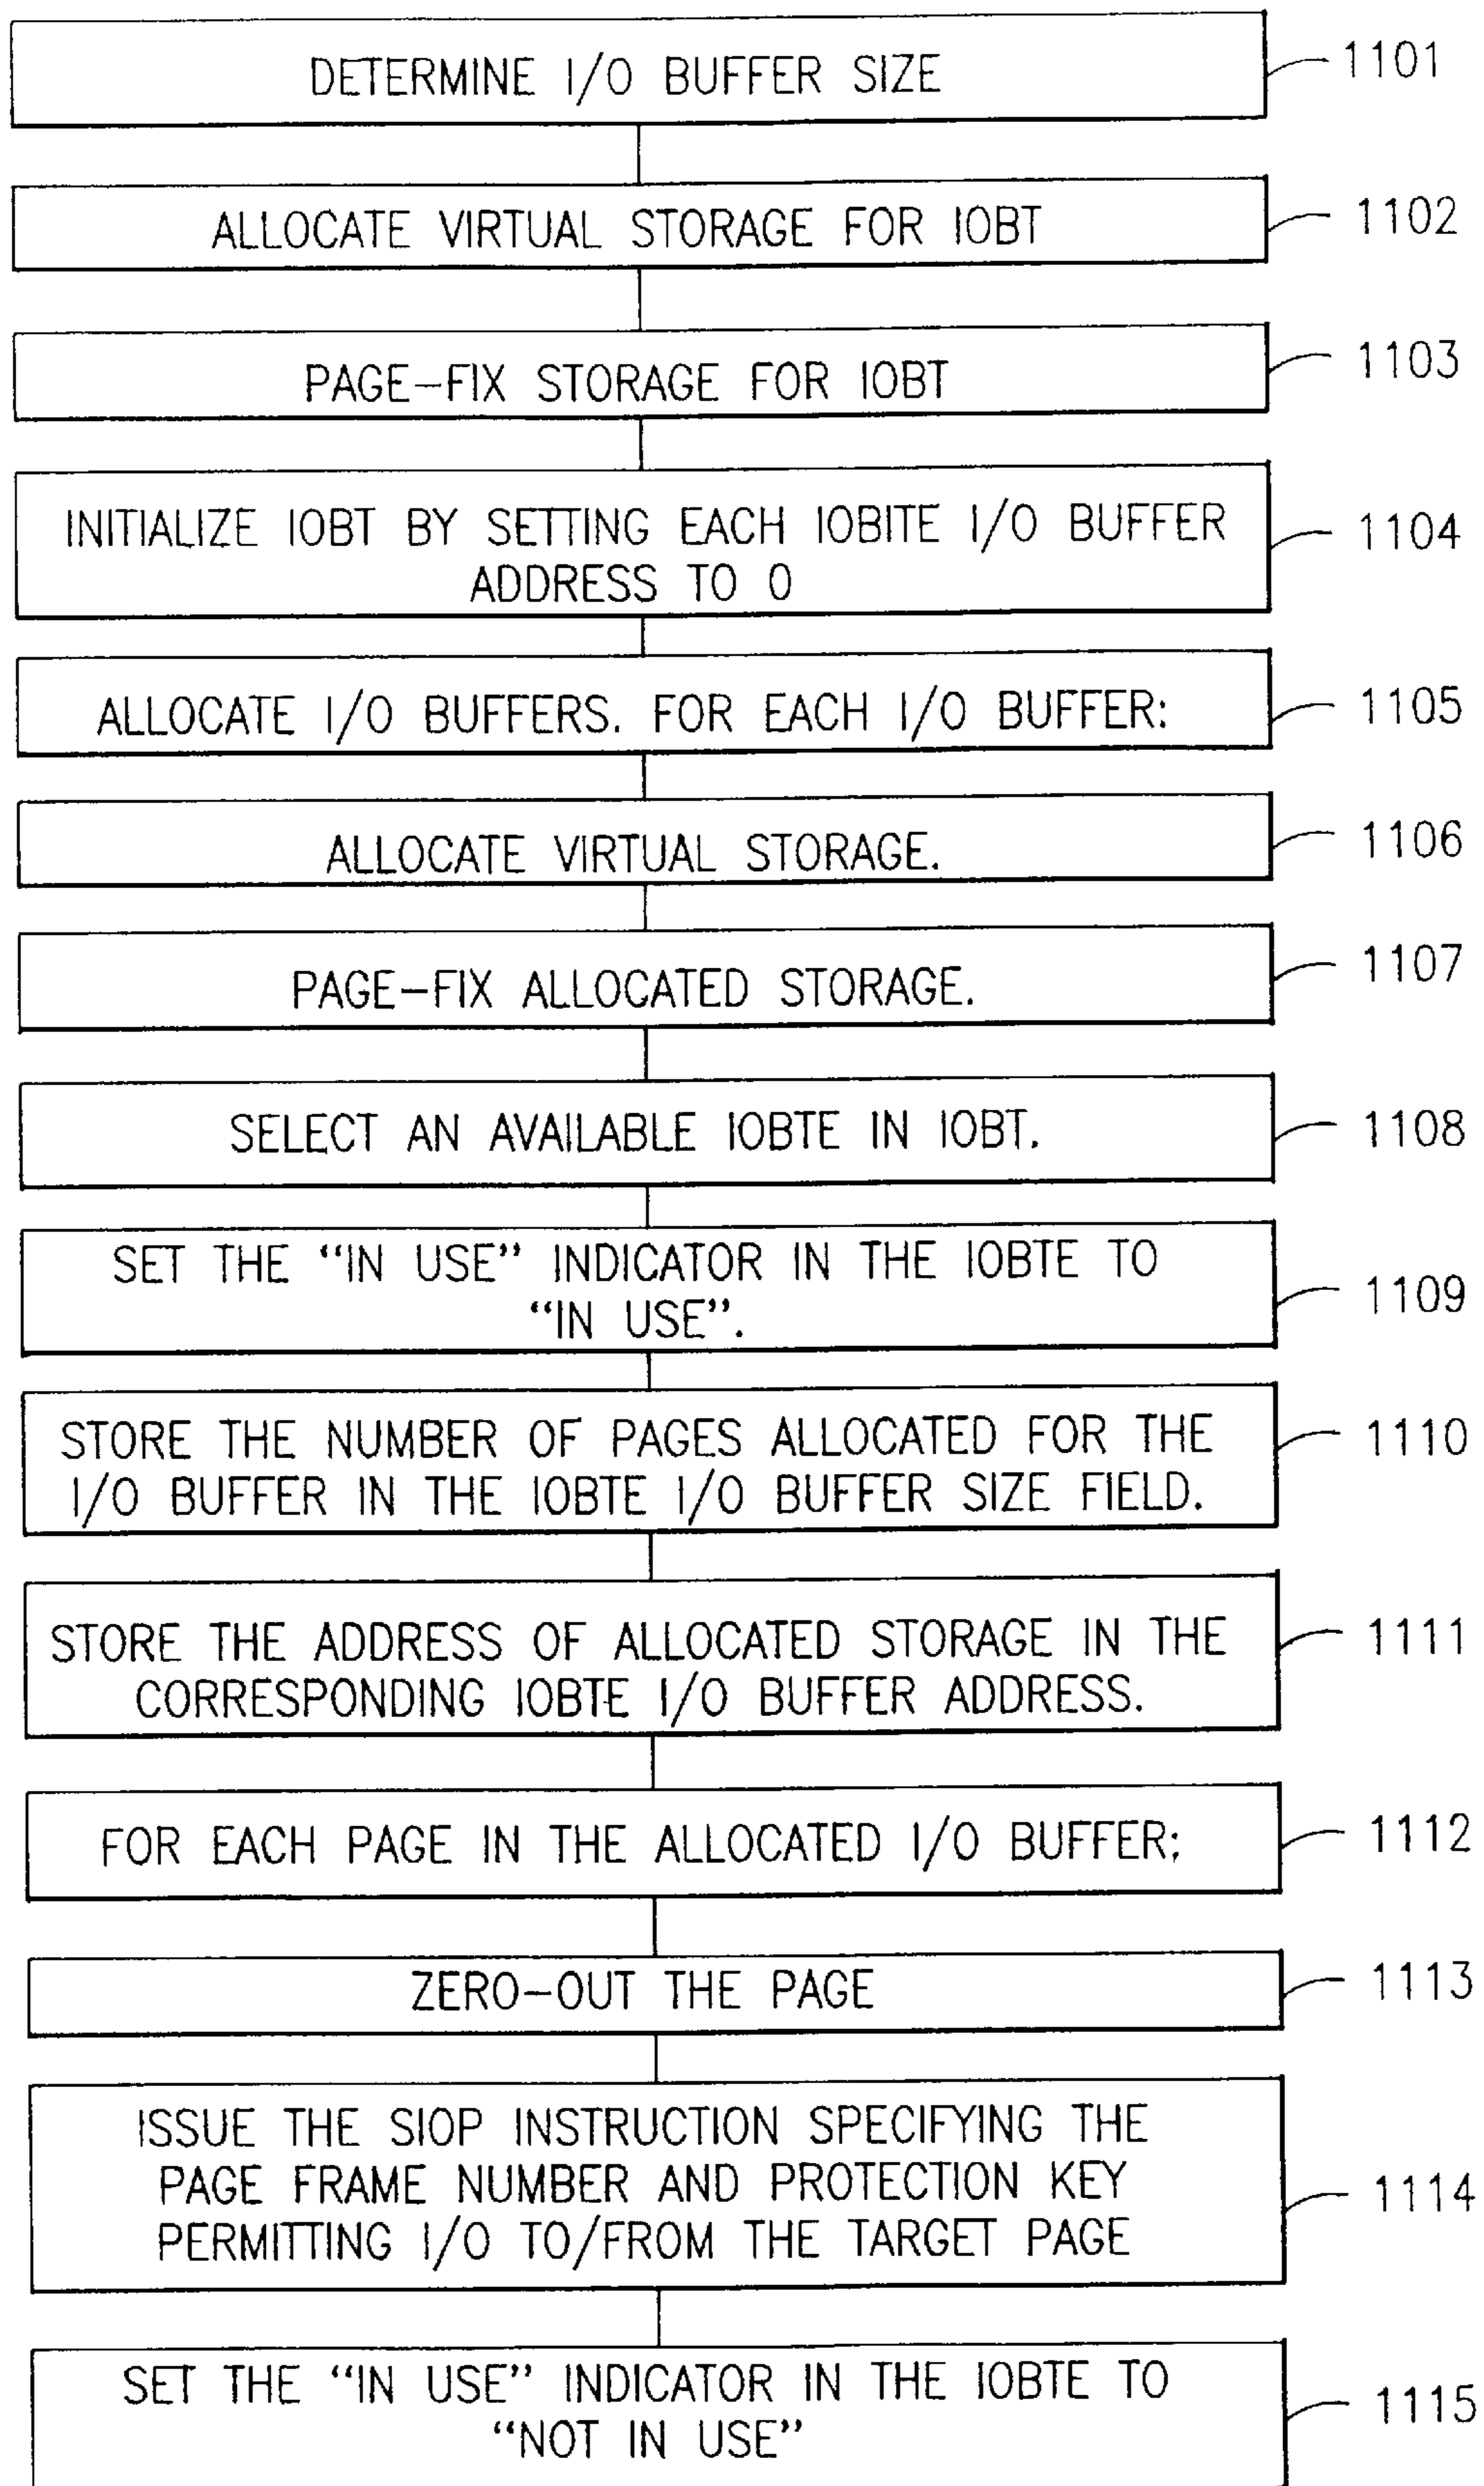 DETERMINE I/O BUFFER SIZE
1101
ALLOCATE VIRTUAL STORAGE FOR IOBT
1102
PAGE-FIX STORAGE FOR IOBT
1103
INITIALIZE IOBT BY SETTING EACH IOBITE I/O BUFFER
ADDRESS TO 0
1104
ALLOCATE I/O BUFFERS. FOR EACH I/O BUFFER:
1105
ALLOCATE VIRTUAL STORAGE.
1106
PAGE-FIX ALLOCATED STORAGE.
1107
SELECT AN AVAILABLE IOBTE IN IOBT.
1108
SET THE “IN USE” INDICATOR IN THE IOBTE TO
“IN USE”.
1109
STORE THE NUMBER OF PAGES ALLOCATED FOR THE
I/O BUFFER IN THE IOBTE I/O BUFFER SIZE FIELD.
1110
STORE THE ADDRESS OF ALLOCATED STORAGE IN THE
CORRESPONDING IOBTE I/O BUFFER ADDRESS.
1111
FOR EACH PAGE IN THE ALLOCATED I/O BUFFER;
1112
ZERO-OUT THE PAGE
1113
ISSUE THE SIOP INSTRUCTION SPECIFYING THE
PAGE FRAME NUMBER AND PROTECTION KEY
PERMITTING I/O TO/FROM THE TARGET PAGE
1114
SET THE “IN USE” INDICATOR IN THE IOBTE TO
“NOT IN USE”
1115